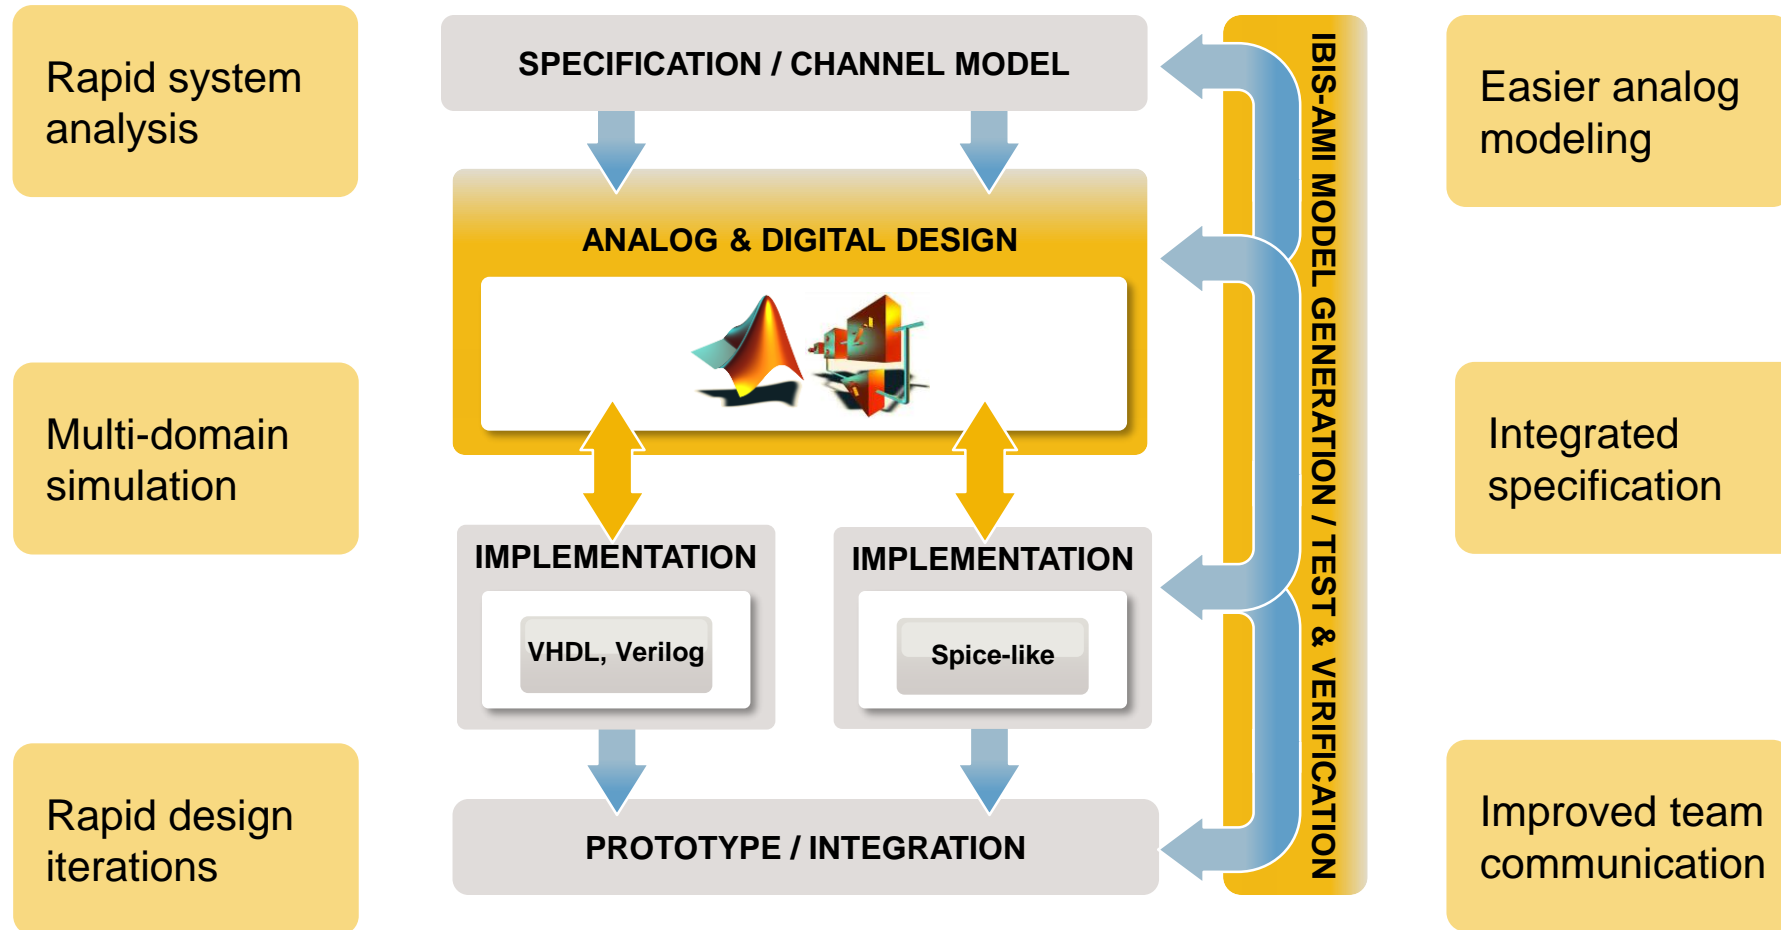 Rapid system
analysis
Multi-domain
simulation
Rapid design
iterations
SPECIFICATION / CHANNEL MODEL
ANALOG & DIGITAL DESIGN
IMPLEMENTATION
VHDL, Verilog
IMPLEMENTATION
Spice-like
PROTOTYPE / INTEGRATION
IBIS-AMI MODEL GENERATION / TEST & VERIFICATION
Easier analog
modeling
Integrated
specification
Improved team
communication